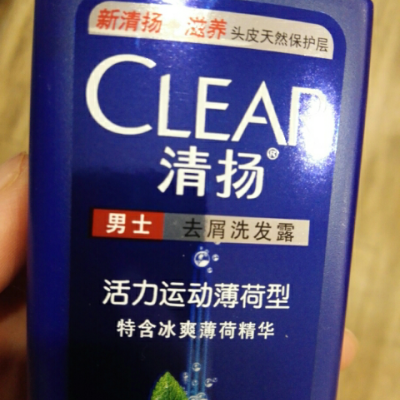 新清扬 滋养 头皮天然保护层
CLEAR
清扬®
男士 去屑洗发露
活力运动薄荷型
特含冰爽薄荷精华